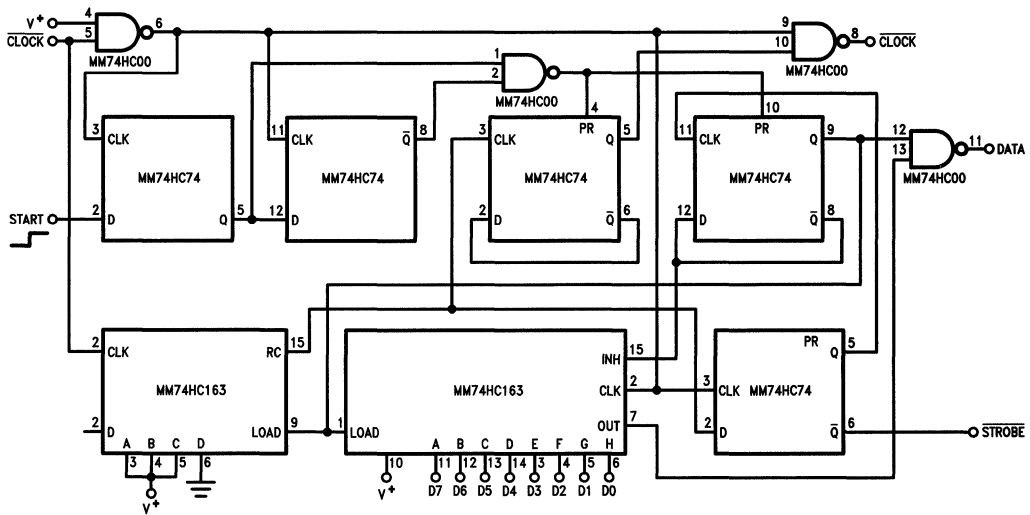 V+ 4
CLOCK 5
6
MM74HC00
9
10
8 CLOCK
MM74HC00
1
2
MM74HC00
4
10
3 CLK
MM74HC74
START 2 D
Q 5
11 CLK
Q 8
MM74HC74
12 D
3 CLK
PR
Q 5
MM74HC74
2 D
Q 6
11 CLK
PR
Q 9
MM74HC74
12 D
Q 8
12
13
11 DATA
MM74HC00
2 CLK
RC 15
MM74HC163
2 D
A B C D
LOAD 9
3 4 5 6
V+
1 LOAD
MM74HC163
INH 15
CLK 2
OUT 7
A B C D E F G H
10 11 12 13 14 3 4 5 6
V+ D7 D6 D5 D4 D3 D2 D1 D0
PR
Q 5
3 CLK
MM74HC74
2 D
Q 6
STROBE